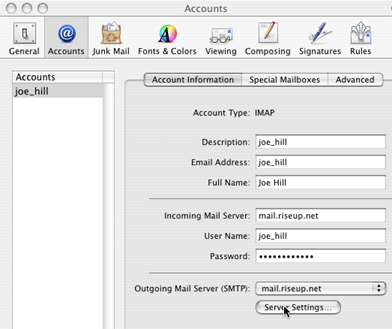 Accounts
General Accounts Junk Mail Fonts & Colors Viewing Composing Signatures Rules
Accounts
joe_hill
Account Information Special Mailboxes Advanced
Account Type: IMAP
Description: joe_hill
Email Address: joe_hill
Full Name: Joe Hill
Incoming Mail Server: mail.riseup.net
User Name: joe_hill
Password: ••••••••••••
Outgoing Mail Server (SMTP): mail.riseup.net
Server Settings...